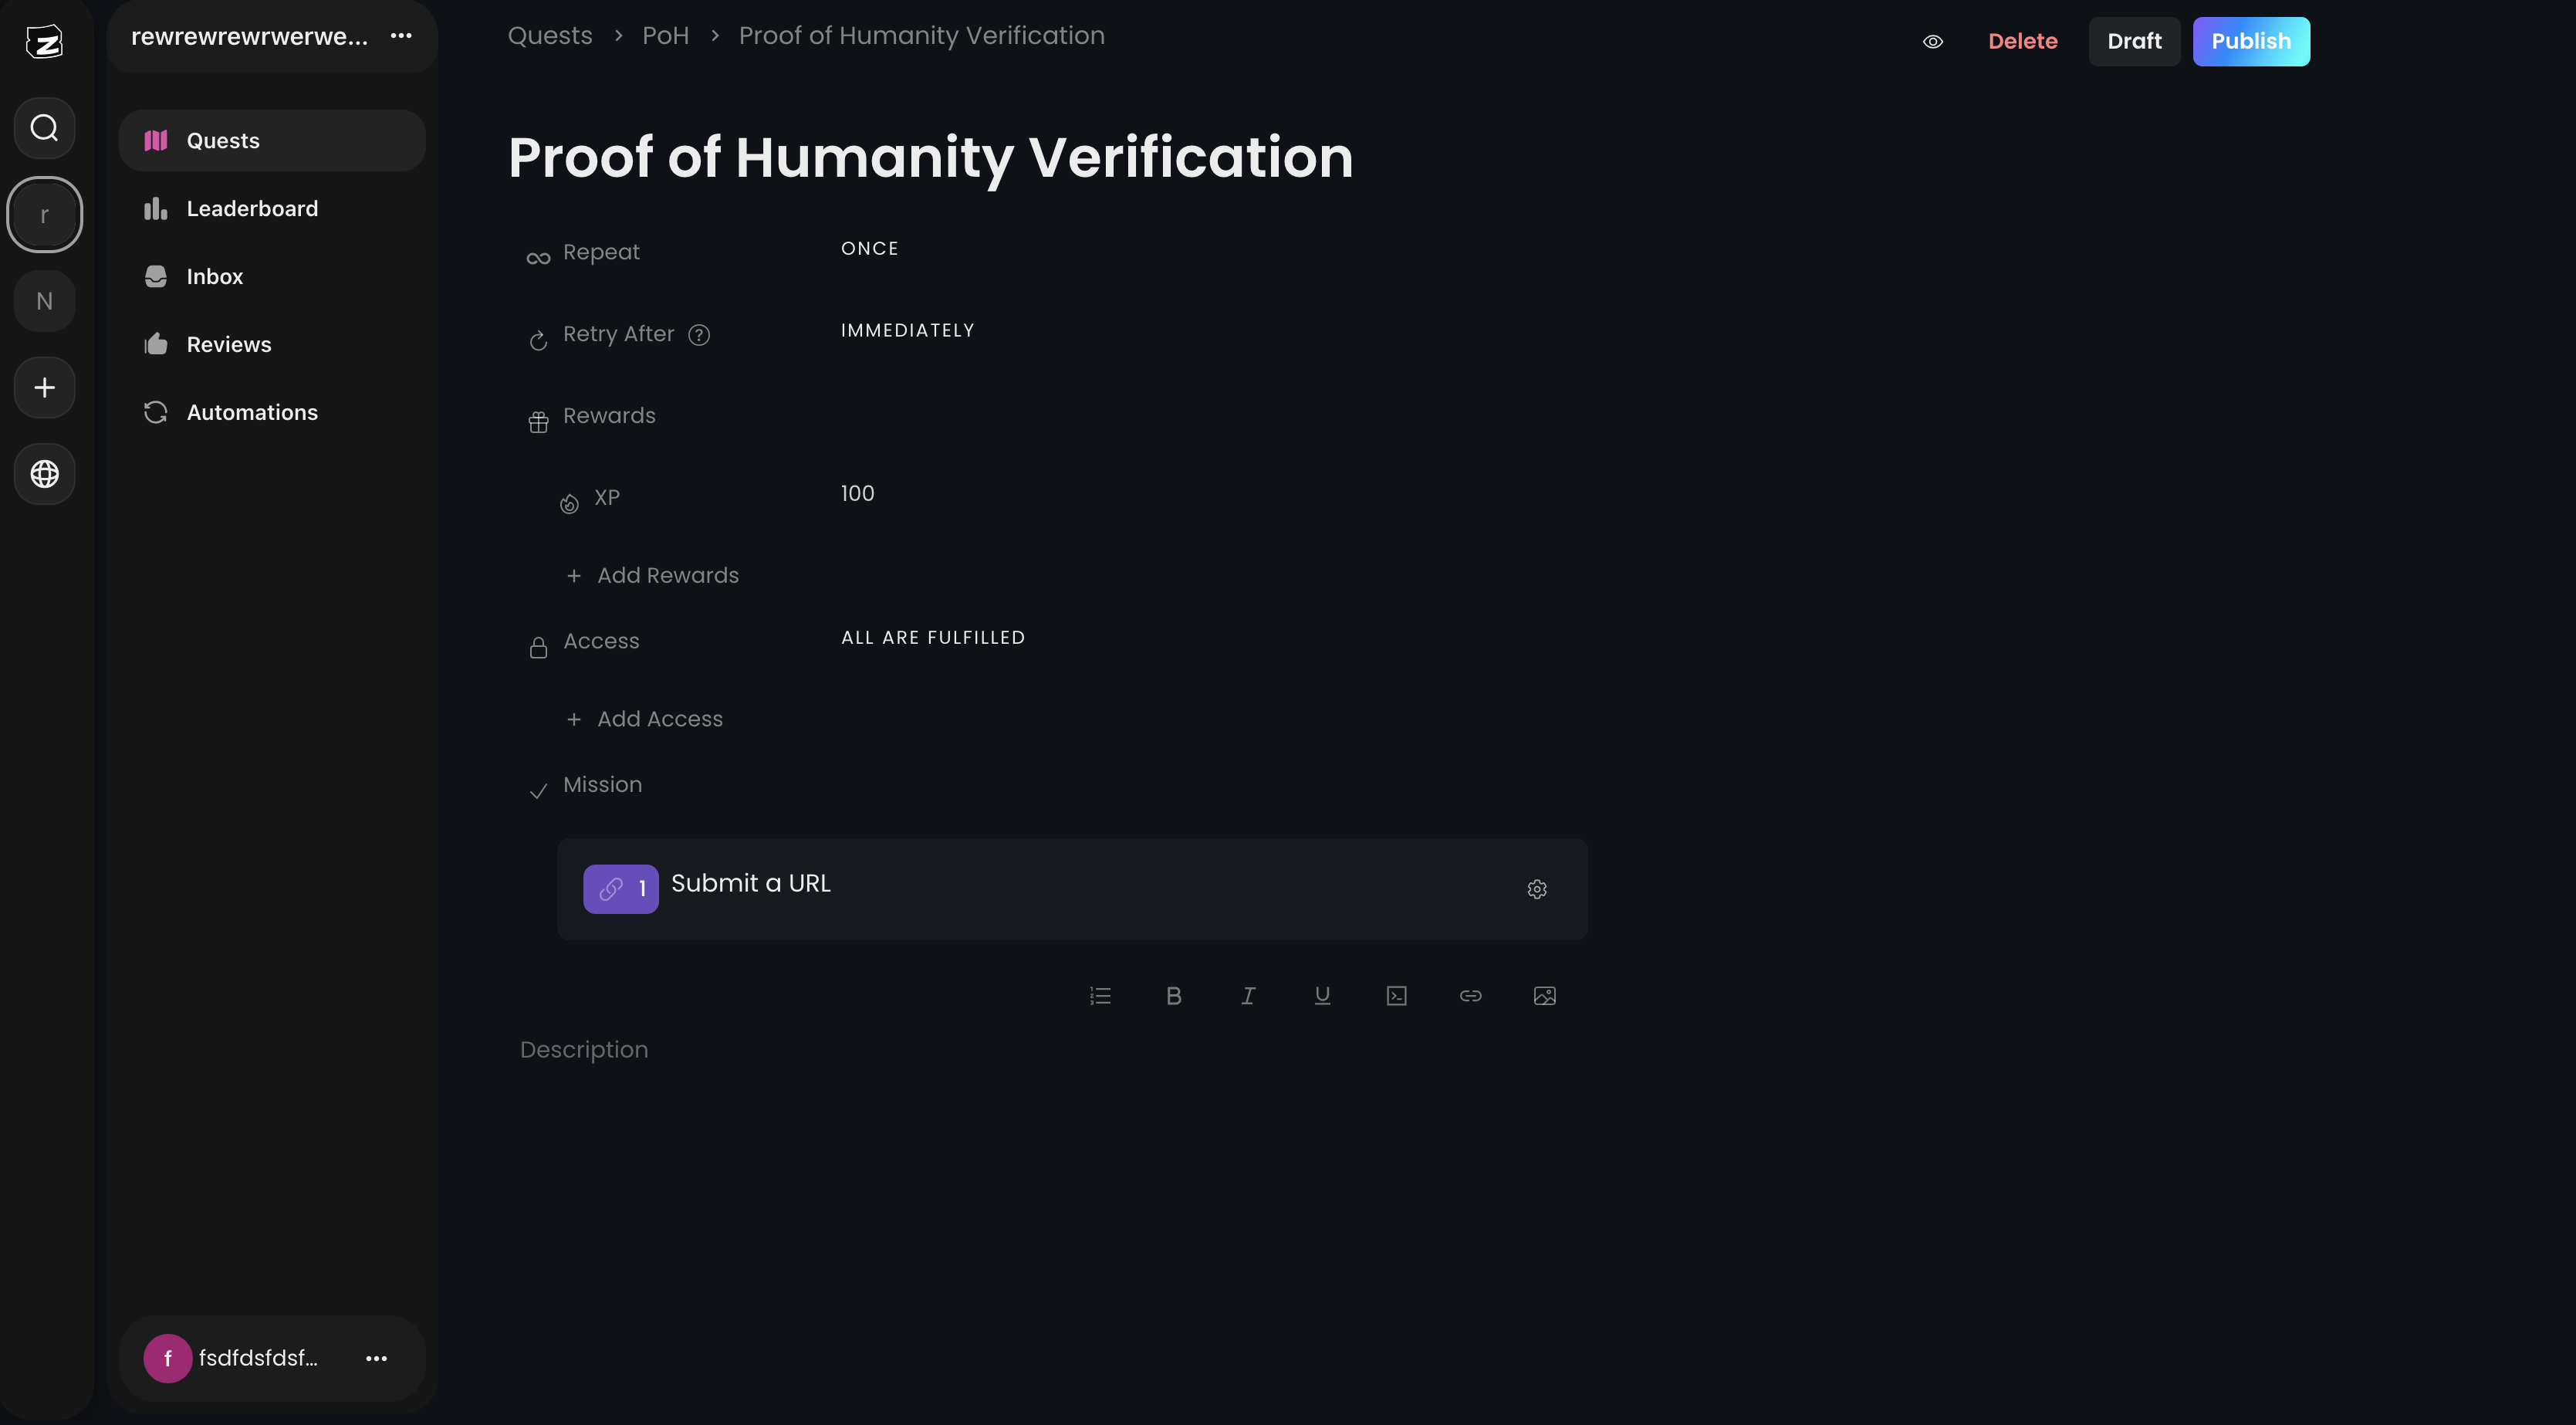 rewrewrewrwerwe...
Quests
Leaderboard
Inbox
Reviews
Automations
r
N
f
fsdfdsfdsf...
Quests > PoH > Proof of Humanity Verification
Delete
Draft
Publish
Proof of Humanity Verification
Repeat ONCE
Retry After ? IMMEDIATELY
Rewards
XP 100
+ Add Rewards
Access ALL ARE FULFILLED
+ Add Access
Mission
1 Submit a URL
B I U
Description